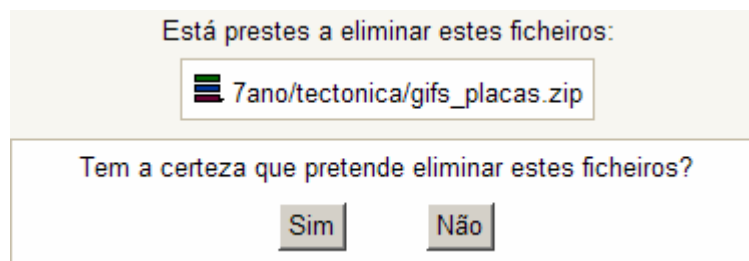 Está prestes a eliminar estes ficheiros:
7ano/tectonica/gifs_placas.zip
Tem a certeza que pretende eliminar estes ficheiros?
Sim Não